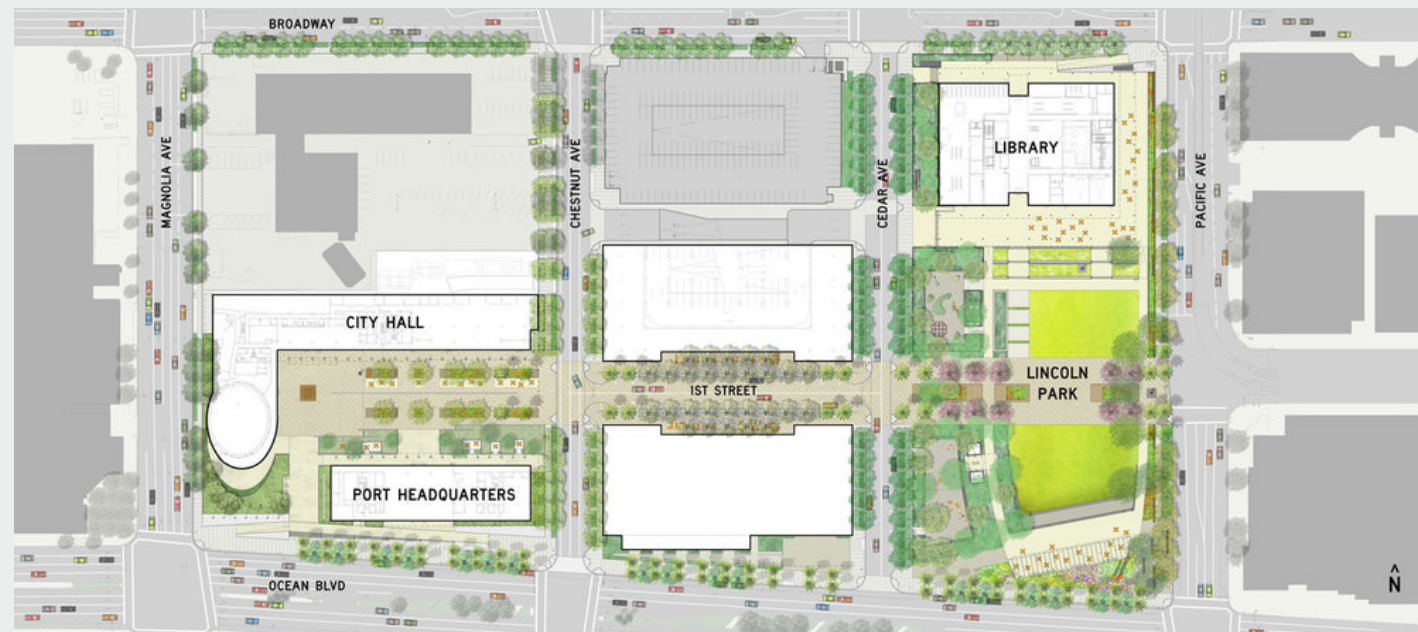 BROADWAY
MAGNOLIA AVE
CHESTNUT AVE
CEDAR AVE
PACIFIC AVE
LIBRARY
CITY HALL
LINCOLN
PARK
1ST STREET
PORT HEADQUARTERS
OCEAN BLVD
N